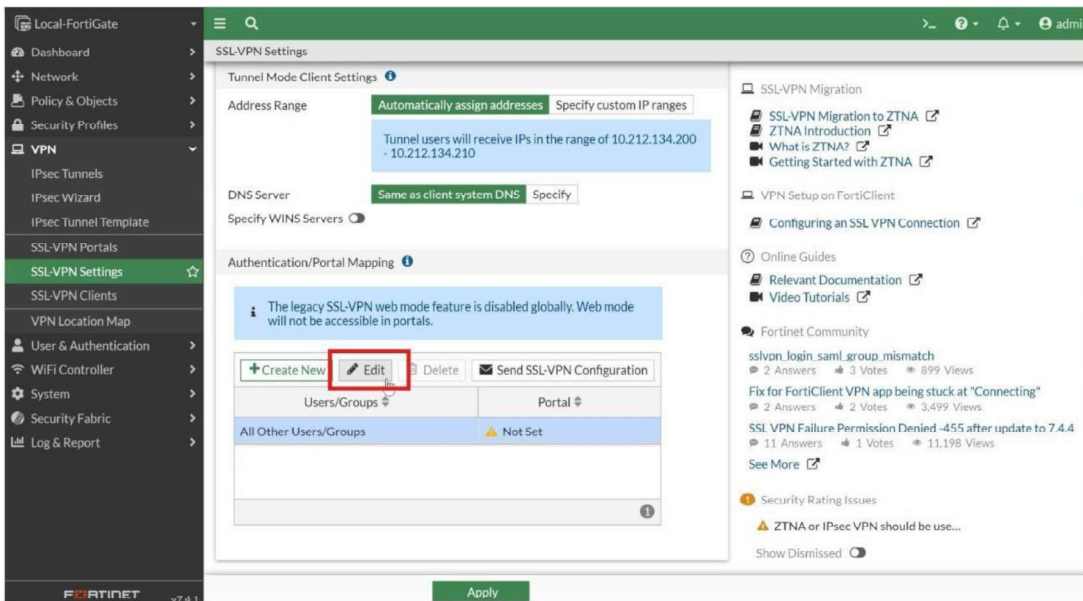 Local-FortiGate
admi
Dashboard
Network
Policy & Objects
Security Profiles
VPN
IPsec Tunnels
IPsec Wizard
IPsec Tunnel Template
SSL-VPN Portals
SSL-VPN Settings
SSL-VPN Clients
VPN Location Map
User & Authentication
WiFi Controller
System
Security Fabric
Log & Report
FORTINET
v7.4.1
SSL-VPN Settings
Tunnel Mode Client Settings
Address Range
Automatically assign addresses Specify custom IP ranges
Tunnel users will receive IPs in the range of 10.212.134.200
- 10.212.134.210
DNS Server
Same as client system DNS Specify
Specify WINS Servers
Authentication/Portal Mapping
The legacy SSL-VPN web mode feature is disabled globally. Web mode
will not be accessible in portals.
+ Create New Edit Delete Send SSL-VPN Configuration
Users/Groups Portal
All Other Users/Groups Not Set
1
Apply
SSL-VPN Migration
SSL-VPN Migration to ZTNA
ZTNA Introduction
What is ZTNA?
Getting Started with ZTNA
VPN Setup on FortiClient
Configuring an SSL VPN Connection
Online Guides
Relevant Documentation
Video Tutorials
Fortinet Community
sslvpn_login_saml_group_mismatch
2 Answers 3 Votes 899 Views
Fix for FortiClient VPN app being stuck at "Connecting"
2 Answers 2 Votes 3,499 Views
SSL VPN Failure Permission Denied -455 after update to 7.4.4
11 Answers 1 Votes 11,198 Views
See More
1 Security Rating Issues
ZTNA or IPsec VPN should be use...
Show Dismissed